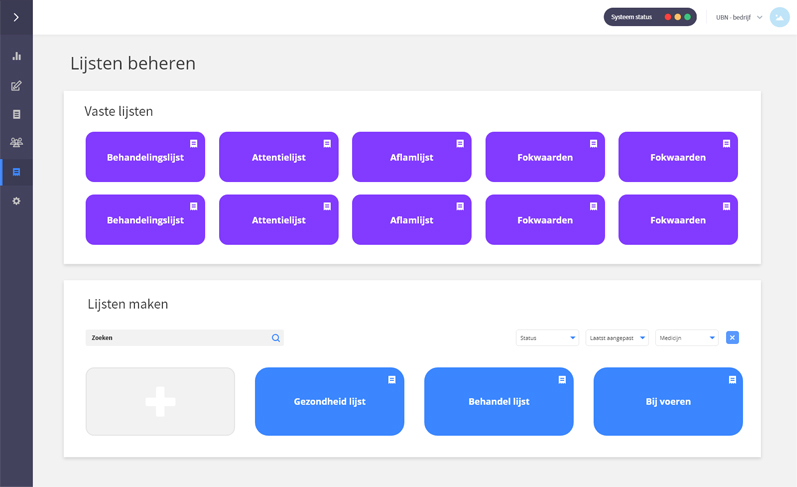 Systeem status
UBN - bedrijf
Lijsten beheren
Vaste lijsten
Behandelingslijst
Attentielijst
Aflamlijst
Fokwaarden
Fokwaarden
Behandelingslijst
Attentielijst
Aflamlijst
Fokwaarden
Fokwaarden
Lijsten maken
Zoeken
Status
Laatst aangepast
Medicijn
Gezondheid lijst
Behandel lijst
Bij voeren